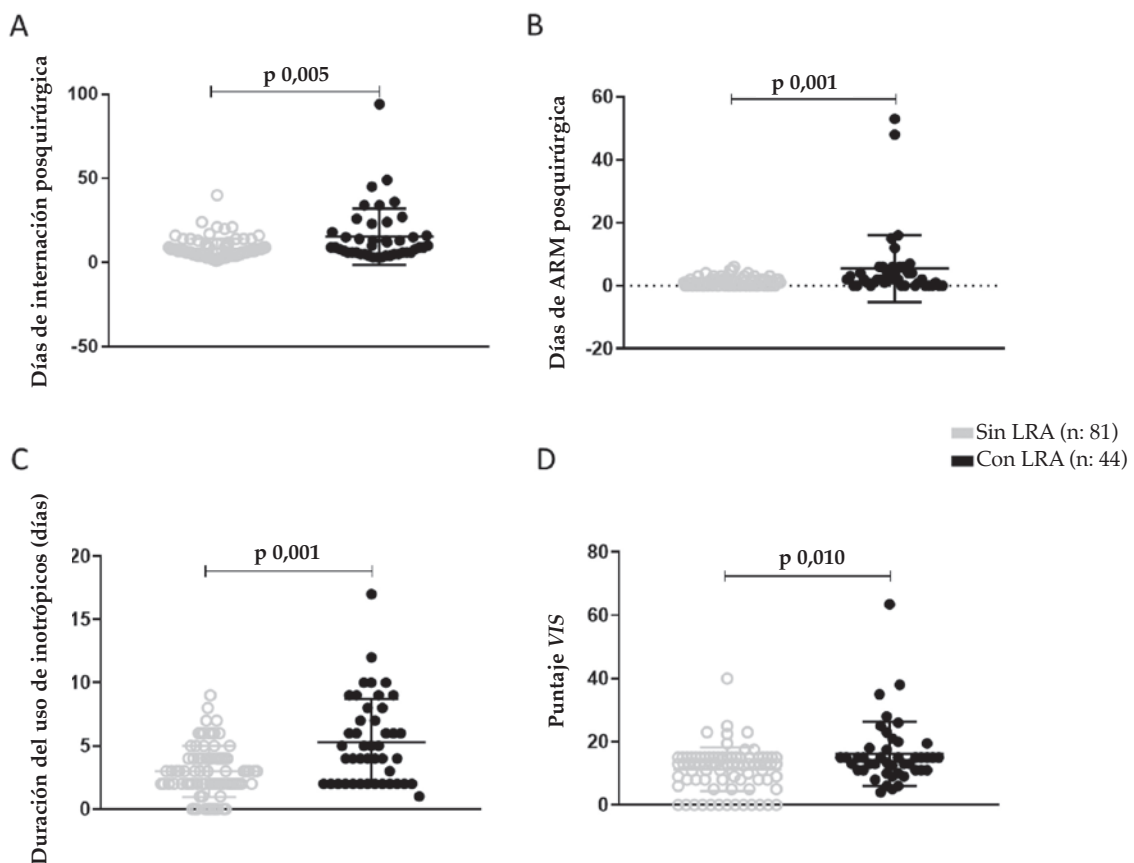 A
Días de internación posquirúrgica
p 0,005
100
50
0
-50
B
Días de ARM posquirúrgica
p 0,001
60
40
20
0
-20
Sin LRA (n: 81)
Con LRA (n: 44)
C
Duración del uso de inotrópicos (días)
p 0,001
20
15
10
5
0
D
Puntaje VIS
p 0,010
80
60
40
20
0